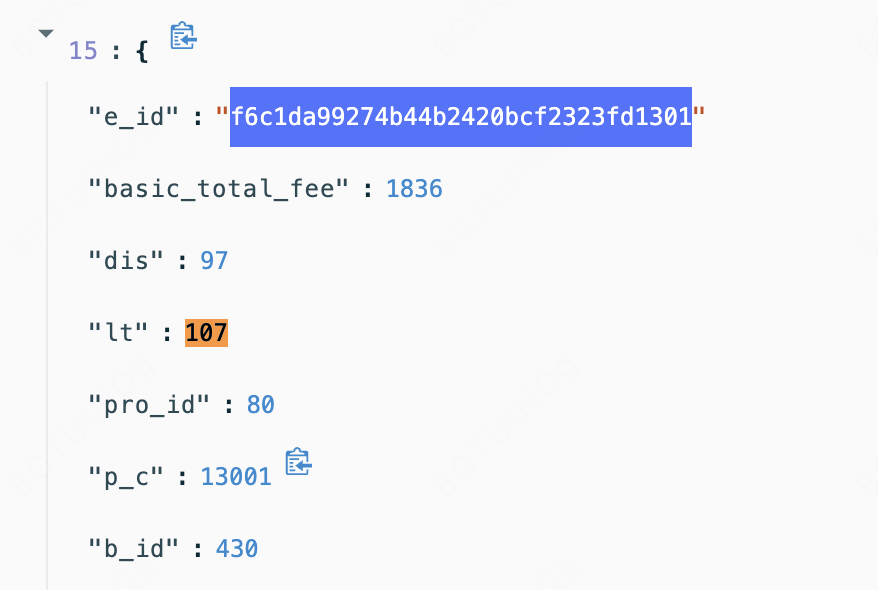 15 : {
"e_id" : "f6c1da99274b44b2420bcf2323fd1301"
"basic_total_fee" : 1836
"dis" : 97
"lt" : 107
"pro_id" : 80
"p_c" : 13001
"b_id" : 430